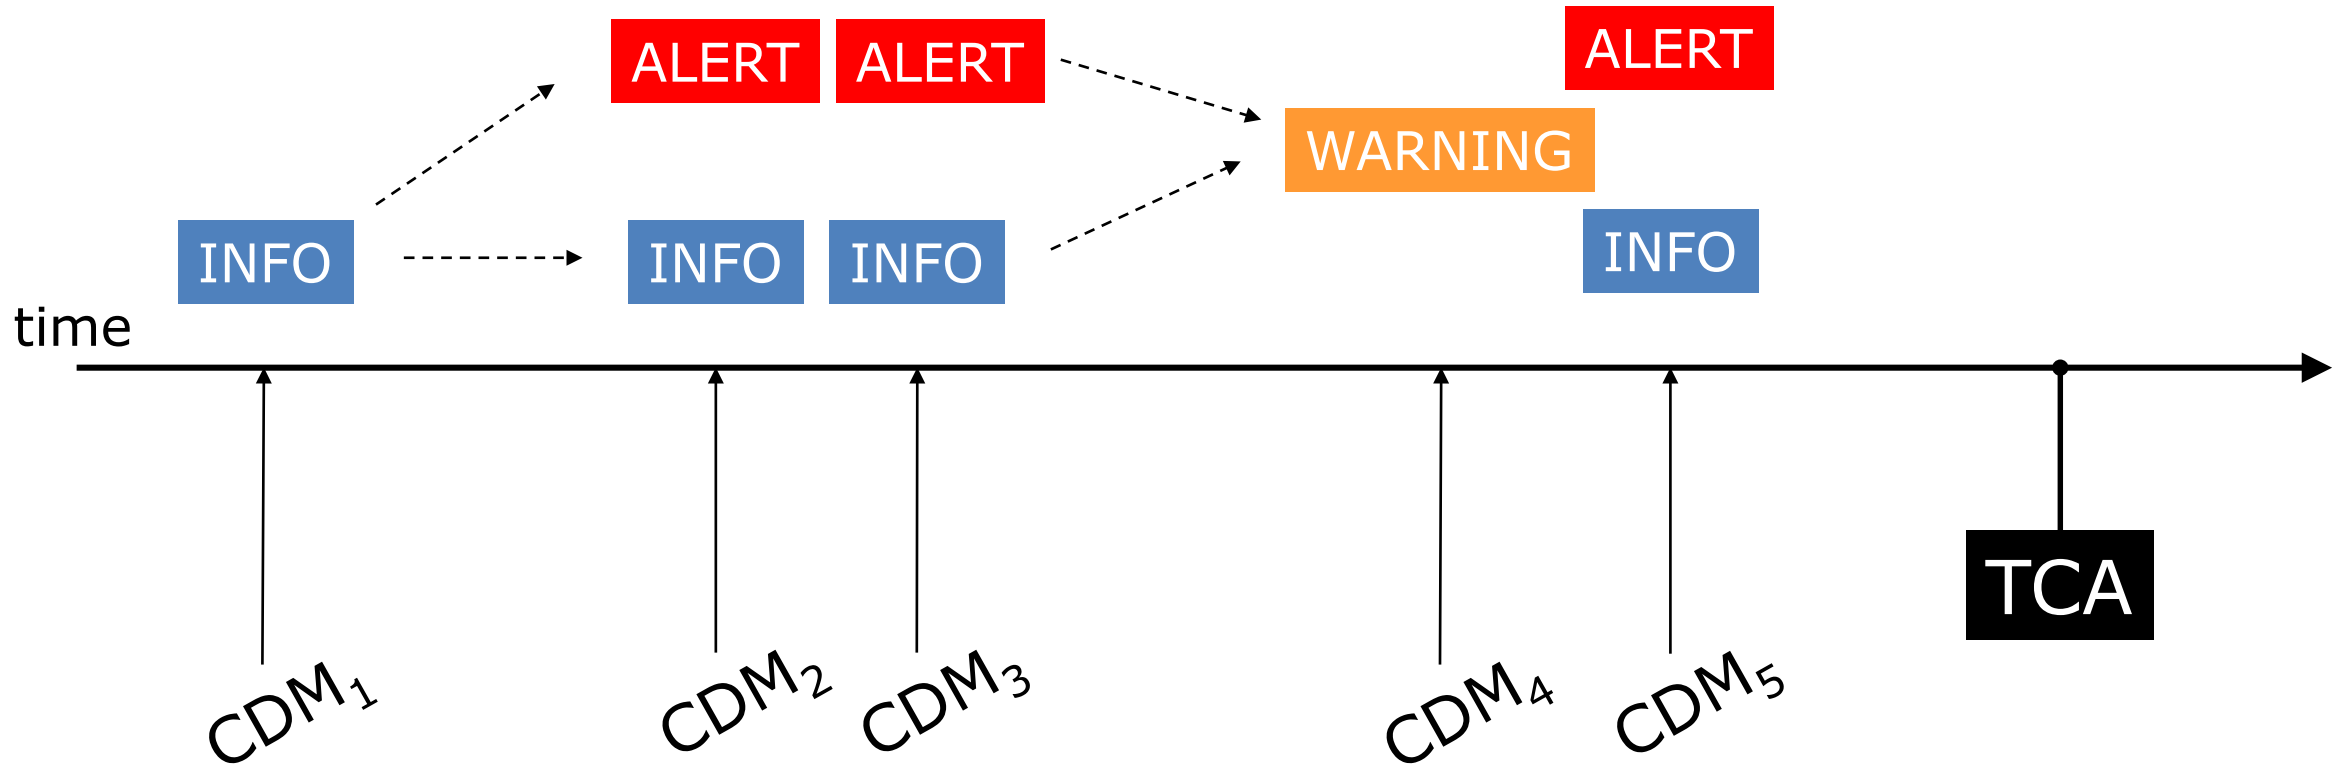 ALERT ALERT ALERT
WARNING
INFO INFO INFO INFO
time
TCA
CDM₁ CDM₂ CDM₃ CDM₄ CDM₅